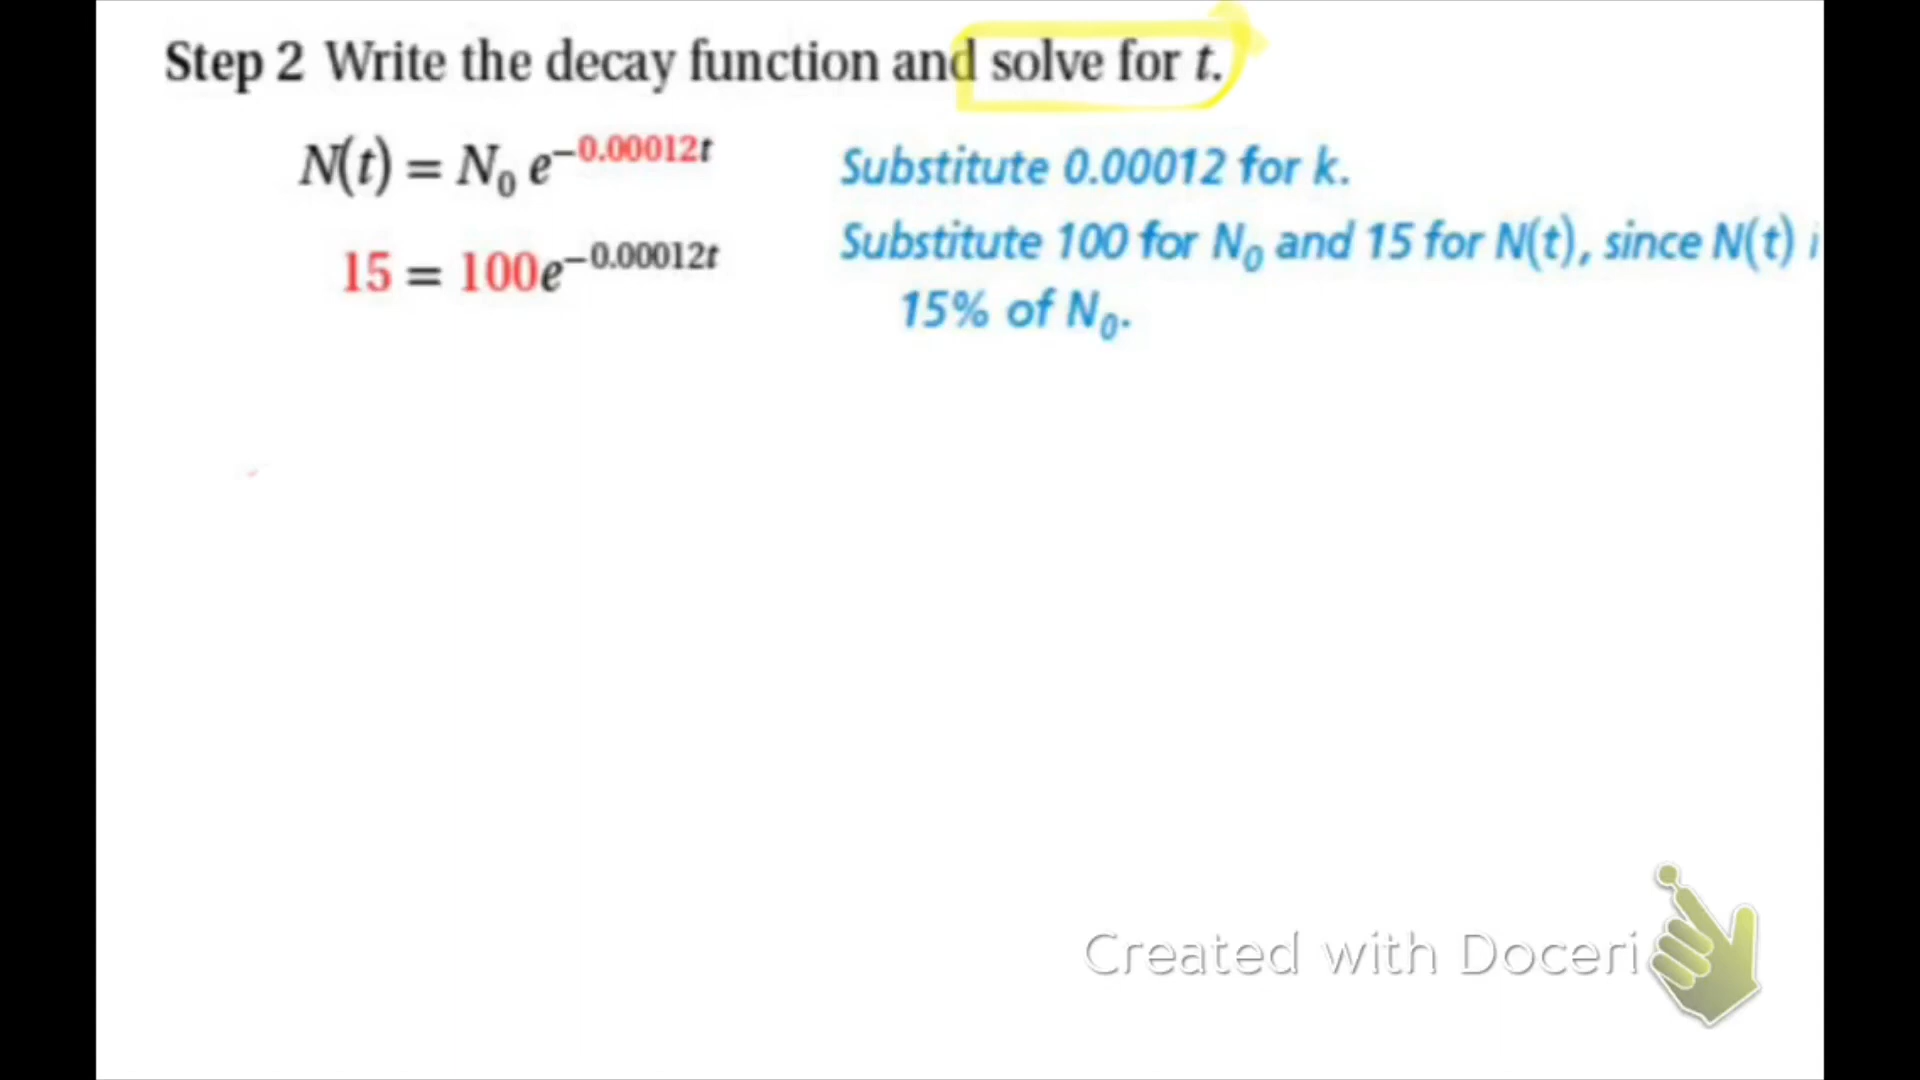 Step 2 Write the decay function and solve for t.
N(t) = N₀ e^−0.00012t
Substitute 0.00012 for k.
15 = 100e^−0.00012t
Substitute 100 for N₀ and 15 for N(t), since N(t) i
15% of N₀.
Created with Doceri